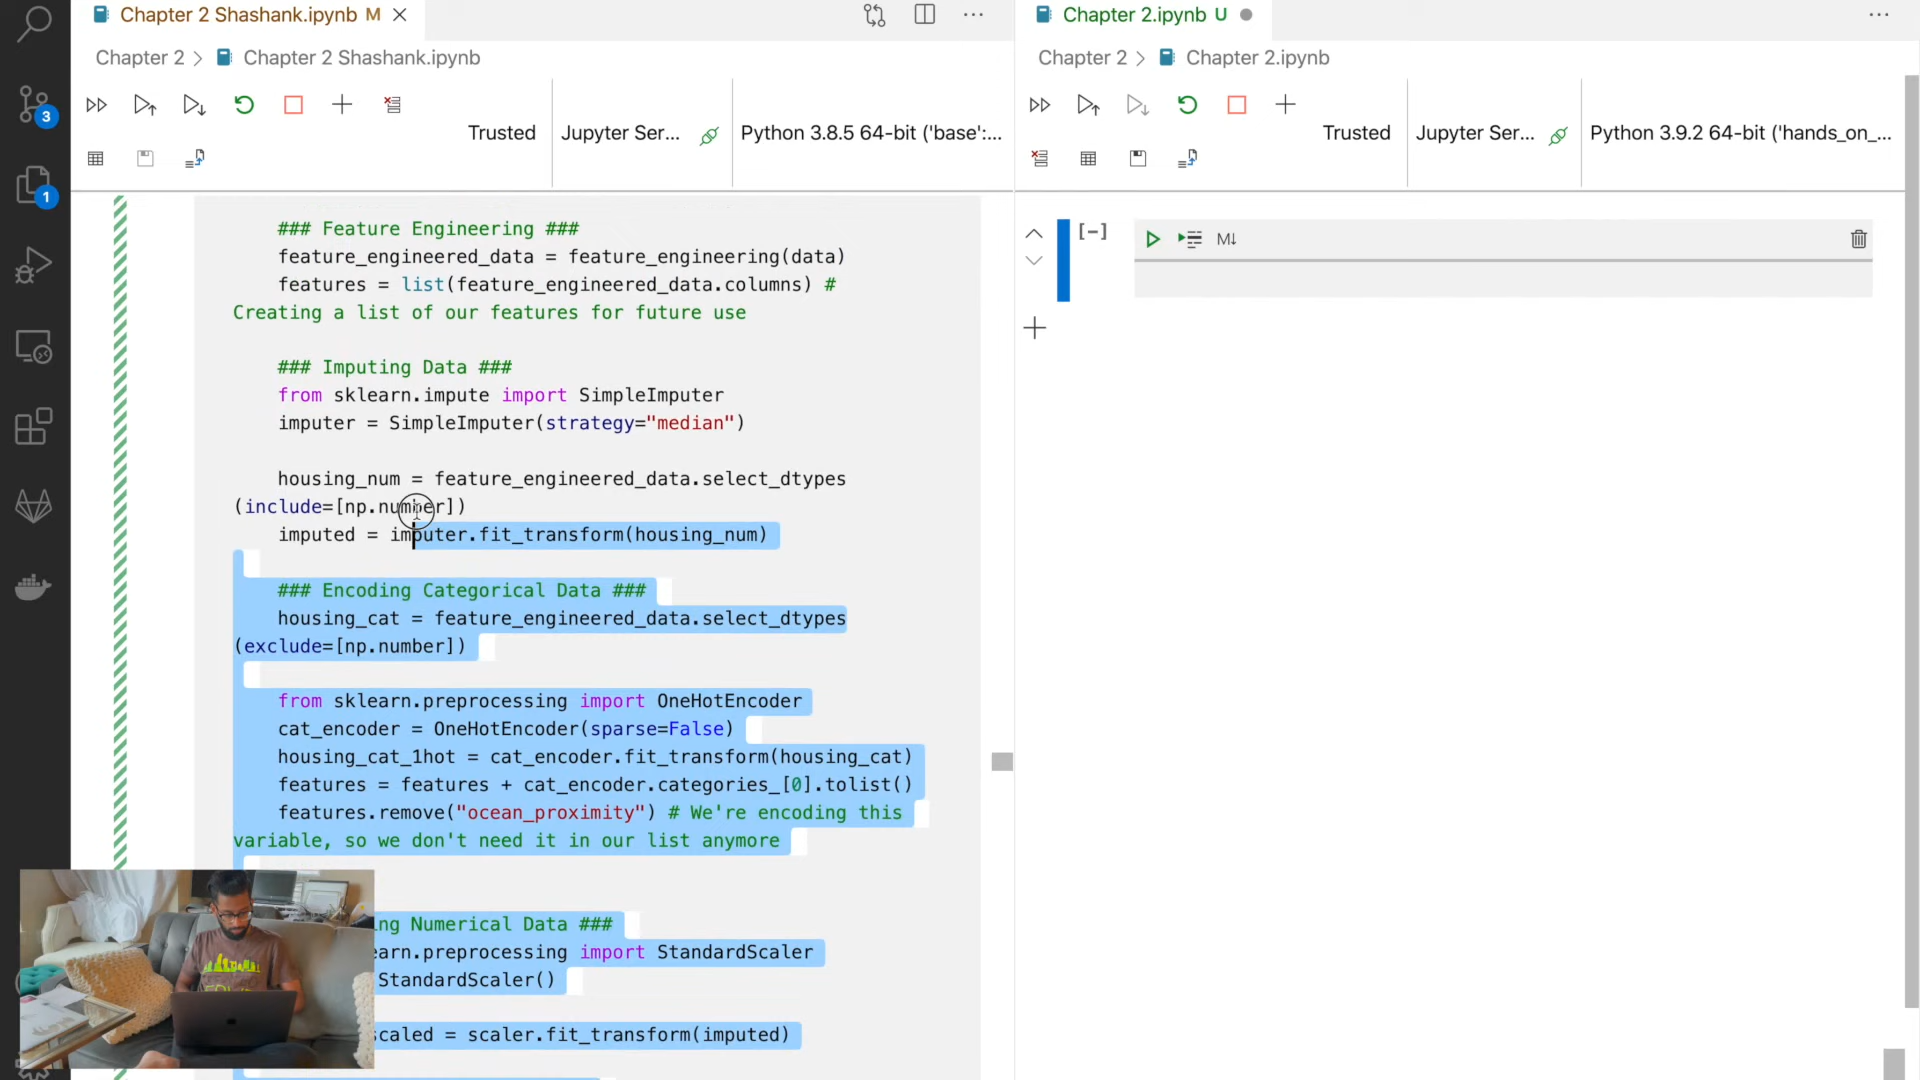 Chapter 2 Shashank.ipynb M
Chapter 2.ipynb U
Chapter 2 > Chapter 2 Shashank.ipynb
Chapter 2 > Chapter 2.ipynb
3
1
Trusted
Jupyter Ser...
Python 3.8.5 64-bit ('base':...
Trusted
Jupyter Ser...
Python 3.9.2 64-bit ('hands_on_...
[-]
M↓
### Feature Engineering ###
feature_engineered_data = feature_engineering(data)
features = list(feature_engineered_data.columns) #
Creating a list of our features for future use
### Imputing Data ###
from sklearn.impute import SimpleImputer
imputer = SimpleImputer(strategy="median")
housing_num = feature_engineered_data.select_dtypes
(include=[np.number])
imputed = imputer.fit_transform(housing_num)
### Encoding Categorical Data ###
housing_cat = feature_engineered_data.select_dtypes
(exclude=[np.number])
from sklearn.preprocessing import OneHotEncoder
cat_encoder = OneHotEncoder(sparse=False)
housing_cat_1hot = cat_encoder.fit_transform(housing_cat)
features = features + cat_encoder.categories_[0].tolist()
features.remove("ocean_proximity") # We're encoding this
variable, so we don't need it in our list anymore
ng Numerical Data ###
earn.preprocessing import StandardScaler
StandardScaler()
scaled = scaler.fit_transform(imputed)